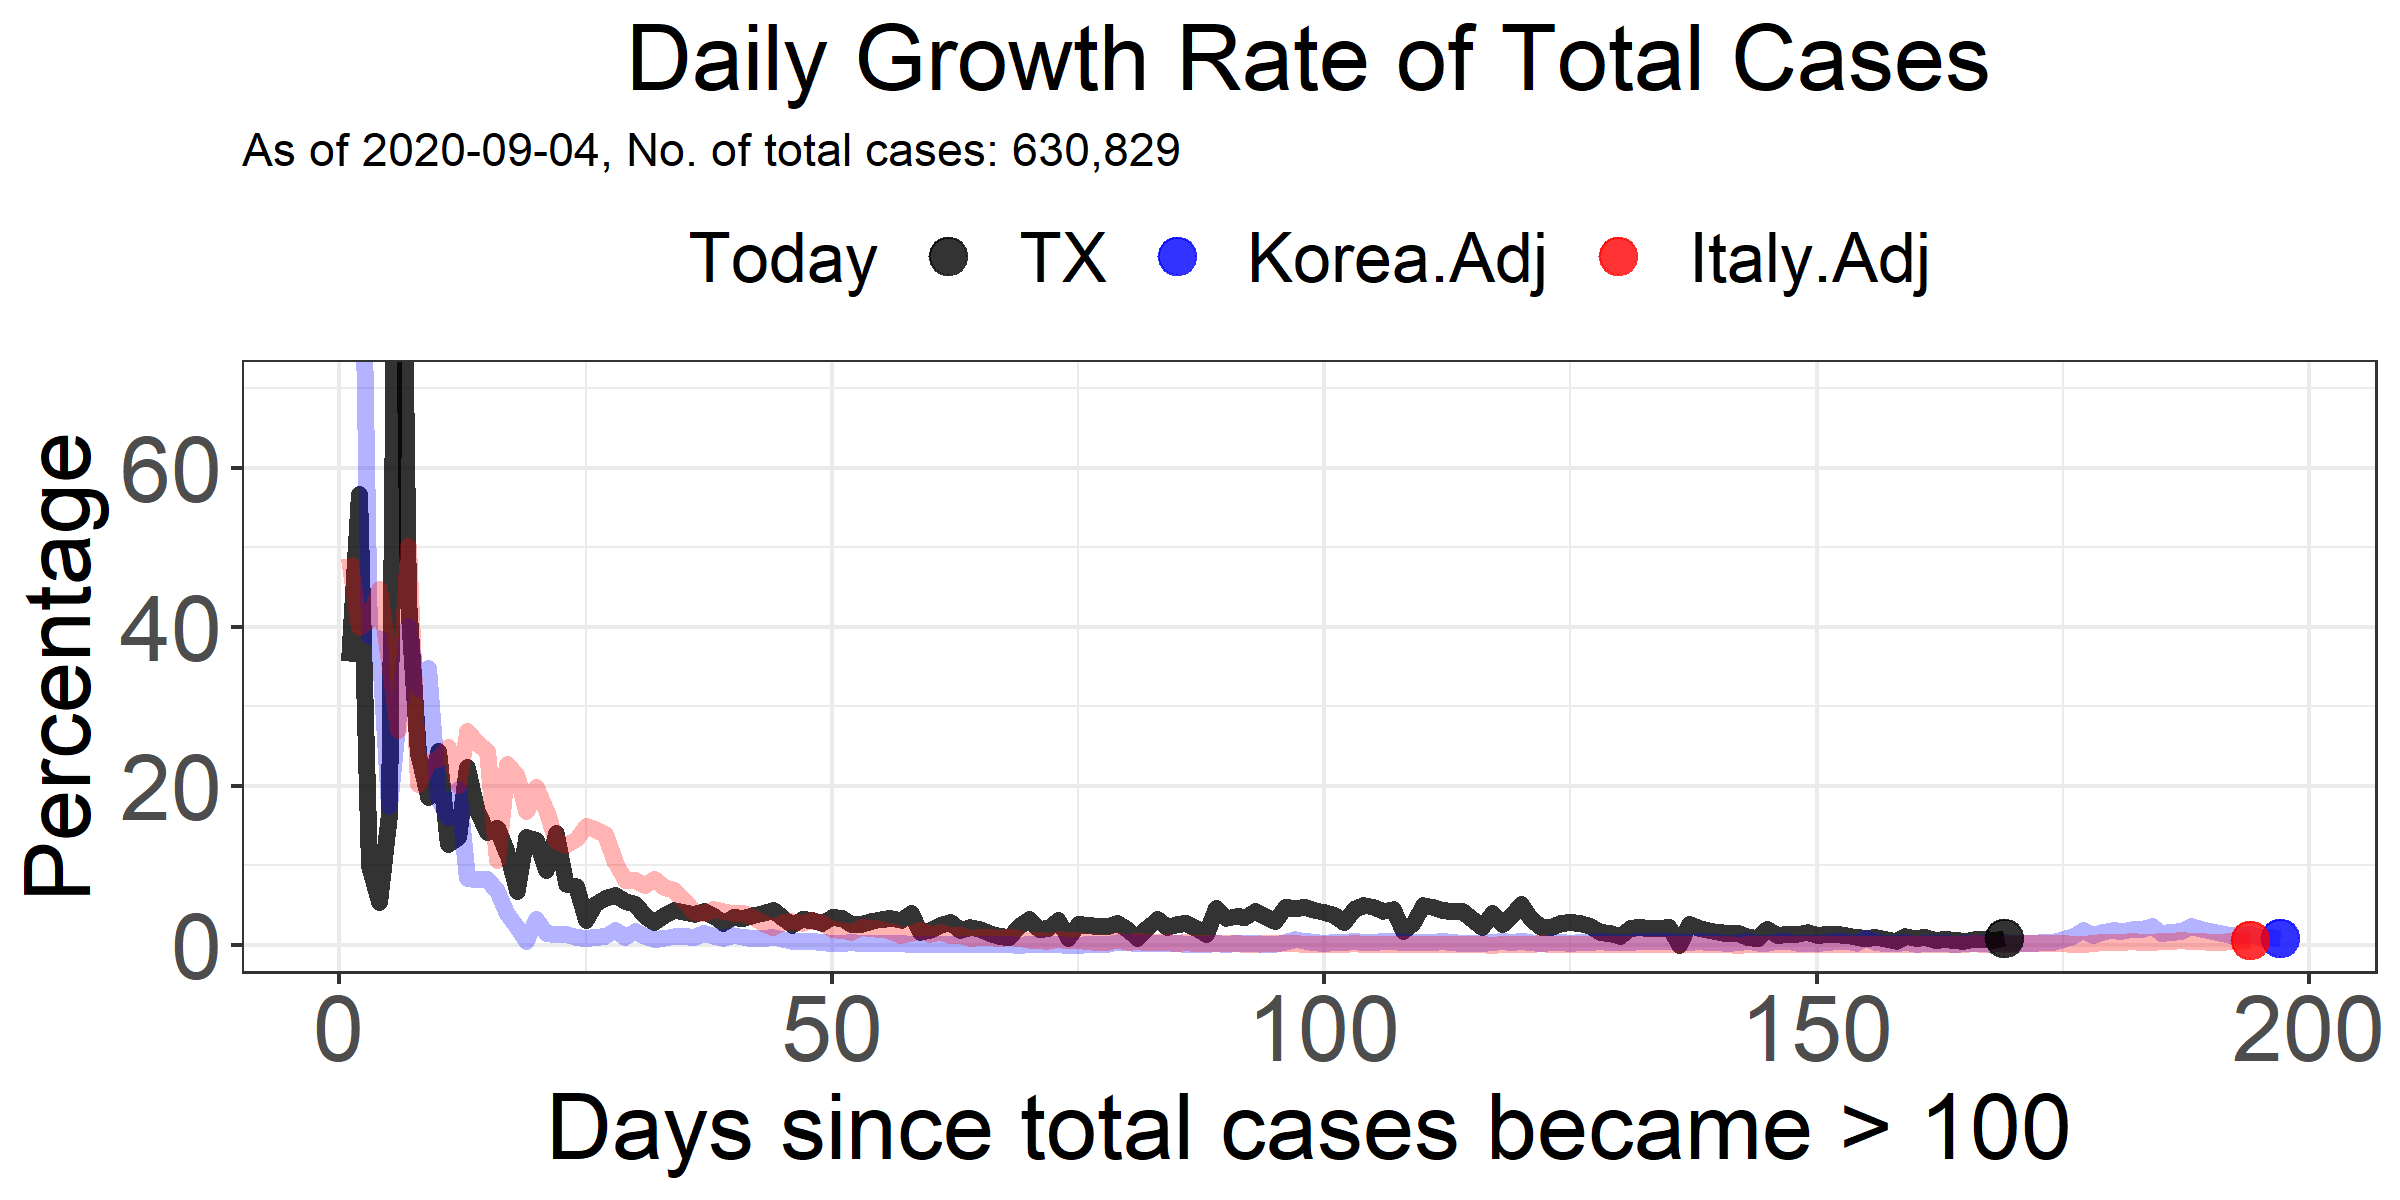 Daily Growth Rate of Total Cases
As of 2020-09-04, No. of total cases: 630,829
Today TX Korea.Adj Italy.Adj
Percentage
60
40
20
0
0 50 100 150 200
Days since total cases became > 100